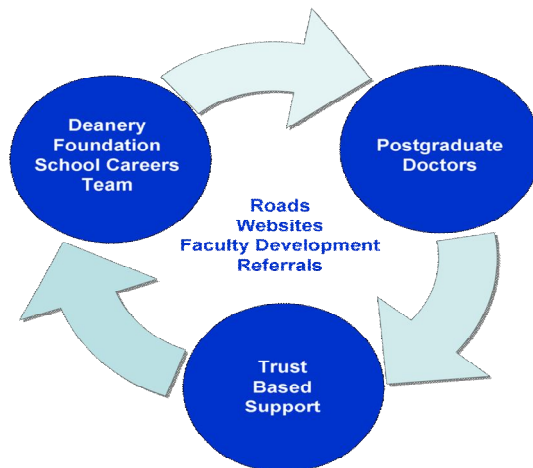 Deanery
Foundation
School Careers
Team
Postgraduate
Doctors
Roads
Websites
Faculty Development
Referrals
Trust
Based
Support